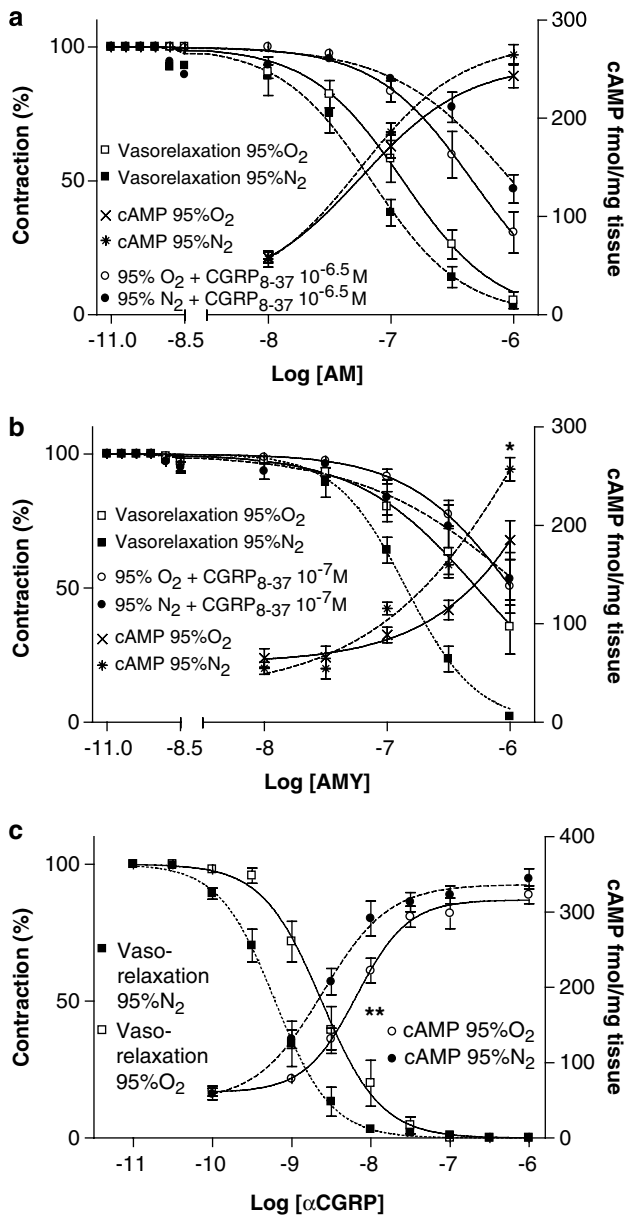 a
100
50
0
Contraction (%)
300
200
100
0
cAMP fmol/mg tissue
Vasorelaxation 95%O2
Vasorelaxation 95%N2
cAMP 95%O2
cAMP 95%N2
95% O2 + CGRP8-37 10-6.5M
95% N2 + CGRP8-37 10-6.5M
-11.0 -8.5 -8 -7 -6
Log [AM]
b
100
50
0
Contraction (%)
300
200
100
0
cAMP fmol/mg tissue
*
Vasorelaxation 95%O2
Vasorelaxation 95%N2
95% O2 + CGRP8-37 10-7M
95% N2 + CGRP8-37 10-7M
cAMP 95%O2
cAMP 95%N2
-11.0 -8.5 -8 -7 -6
Log [AMY]
c
100
50
0
Contraction (%)
400
300
200
100
0
cAMP fmol/mg tissue
Vaso-
relaxation
95%N2
Vaso-
relaxation
95%O2
**
cAMP 95%O2
cAMP 95%N2
-11 -10 -9 -8 -7 -6
Log [αCGRP]